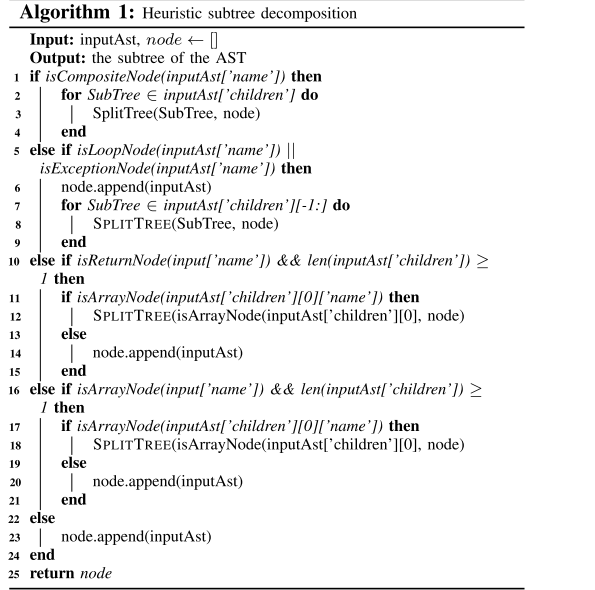 Algorithm 1: Heuristic subtree decomposition
Input: inputAst, node ← []
Output: the subtree of the AST
1 if isCompositeNode(inputAst['name']) then
2 for SubTree ∈ inputAst['children'] do
3 SplitTree(SubTree, node)
4 end
5 else if isLoopNode(inputAst['name']) ||
isExceptionNode(inputAst['name']) then
6 node.append(inputAst)
7 for SubTree ∈ inputAst['children'][-1:] do
8 SPLITTREE(SubTree, node)
9 end
10 else if isReturnNode(input['name']) && len(inputAst['children']) ≥
1 then
11 if isArrayNode(inputAst['children'][0]['name']) then
12 SPLITTREE(isArrayNode(inputAst['children'][0], node)
13 else
14 node.append(inputAst)
15 end
16 else if isArrayNode(input['name']) && len(inputAst['children']) ≥
1 then
17 if isArrayNode(inputAst['children'][0]['name']) then
18 SPLITTREE(isArrayNode(inputAst['children'][0], node)
19 else
20 node.append(inputAst)
21 end
22 else
23 node.append(inputAst)
24 end
25 return node